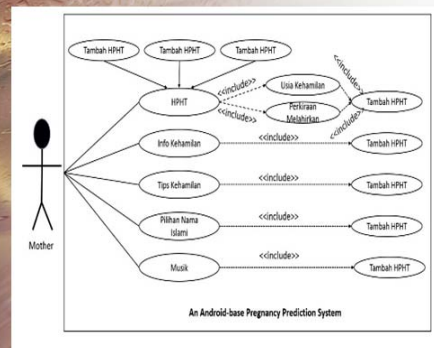 Tambah HPHT
Tambah HPHT
Tambah HPHT
HPHT
<<include>>
<<include>>
Usia Kehamilan
Perkiraan
Melahirkan
<<include>>
<<include>>
Tambah HPHT
Info Kehamilan
<<include>>
Tambah HPHT
Tips Kehamilan
<<include>>
Tambah HPHT
Pilihan Nama
Islami
<<include>>
Tambah HPHT
Musik
<<include>>
Tambah HPHT
Mother
An Android-base Pregnancy Prediction System